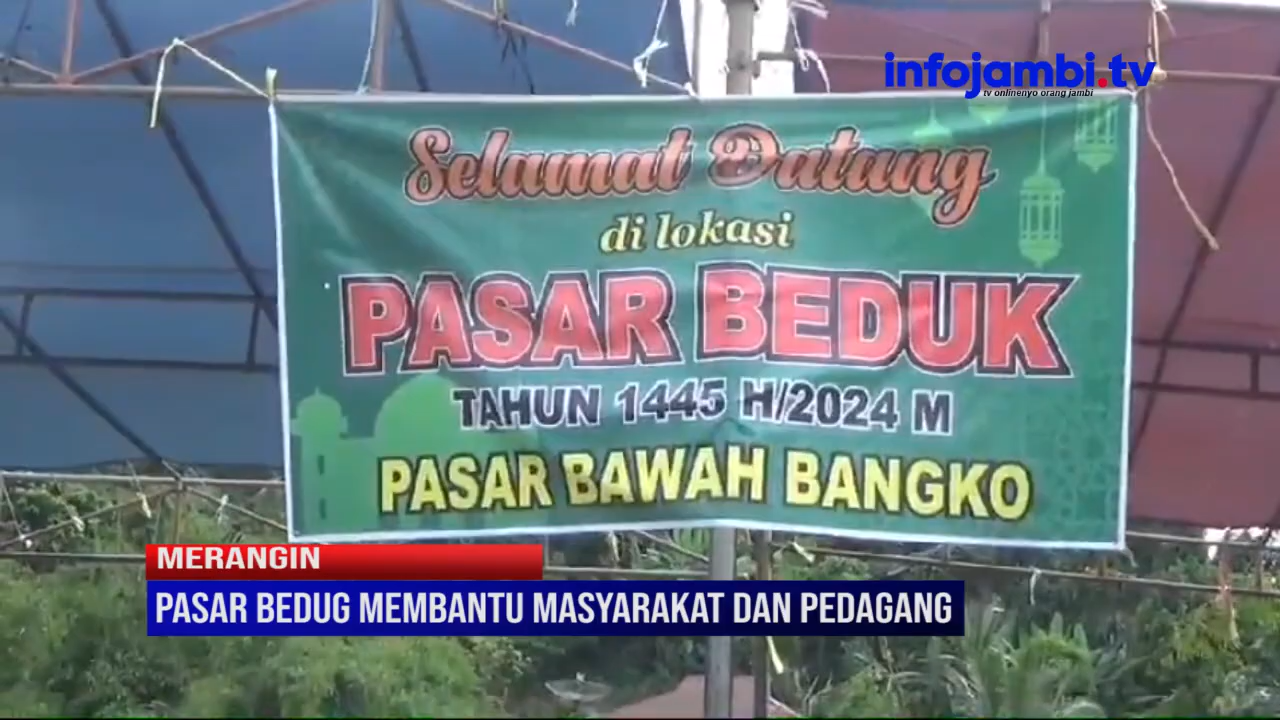 infojambi.tv
tv onlinenyo orang jambi
Selamat Datang
di lokasi
PASAR BEDUK
TAHUN 1445 H/2024 M
PASAR BAWAH BANGKO
MERANGIN
PASAR BEDUG MEMBANTU MASYARAKAT DAN PEDAGANG